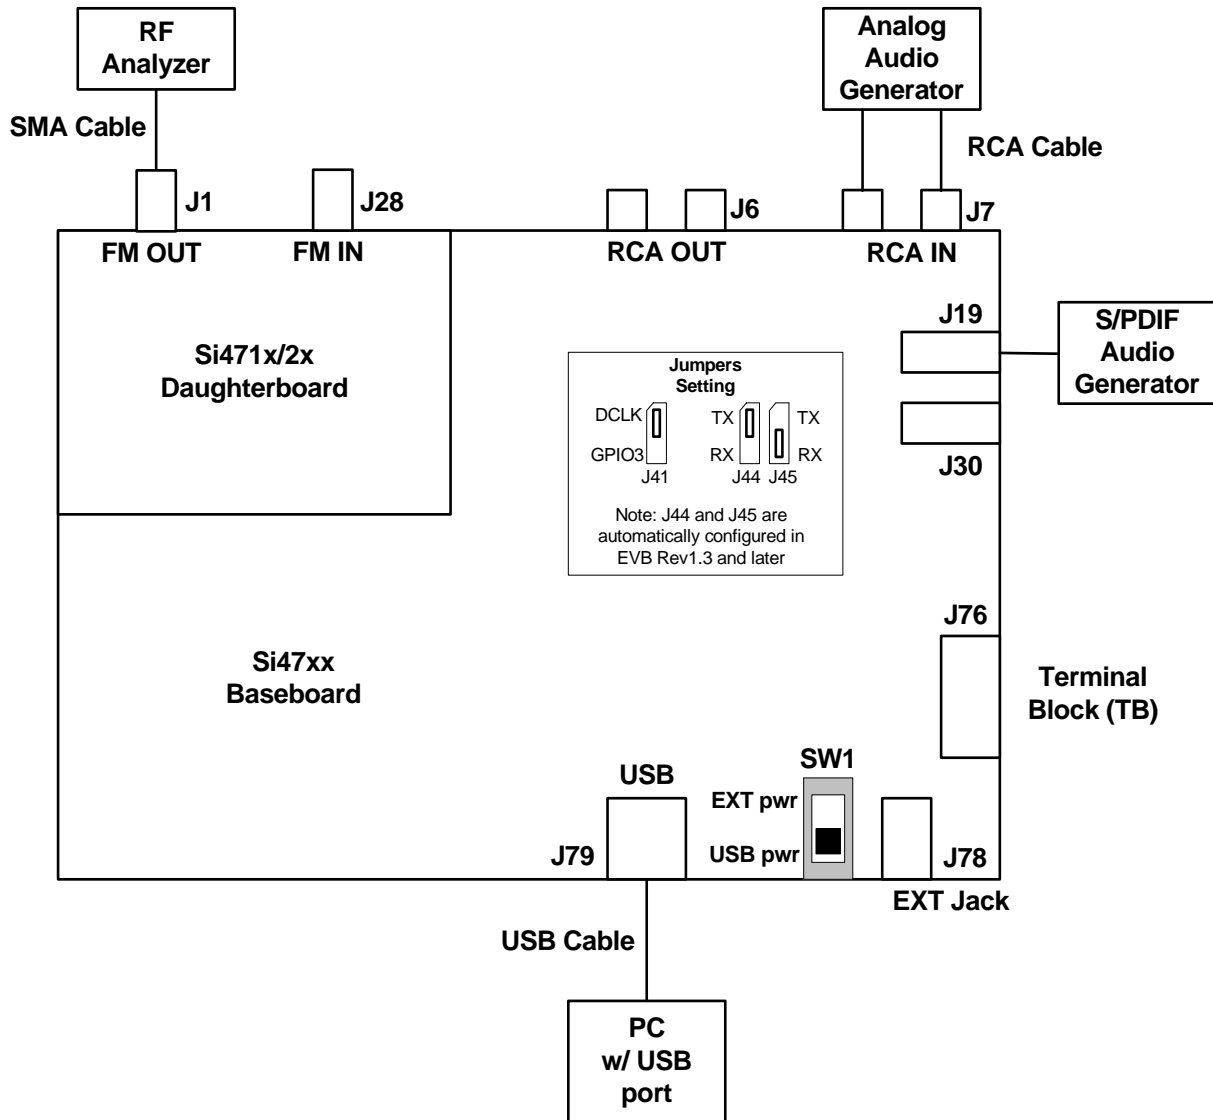 RF
Analyzer
Analog
Audio
Generator
SMA Cable
RCA Cable
J1
J28
J6
J7
FM OUT
FM IN
RCA OUT
RCA IN
J19
S/PDIF
Audio
Generator
Si471x/2x
Daughterboard
Jumpers
Setting
DCLK
TX
TX
GPIO3
RX
RX
J41
J44
J45
J30
Note: J44 and J45 are
automatically configured in
EVB Rev1.3 and later
J76
Si47xx
Baseboard
Terminal
Block (TB)
SW1
USB
EXT pwr
USB pwr
J79
J78
EXT Jack
USB Cable
PC
w/ USB
port